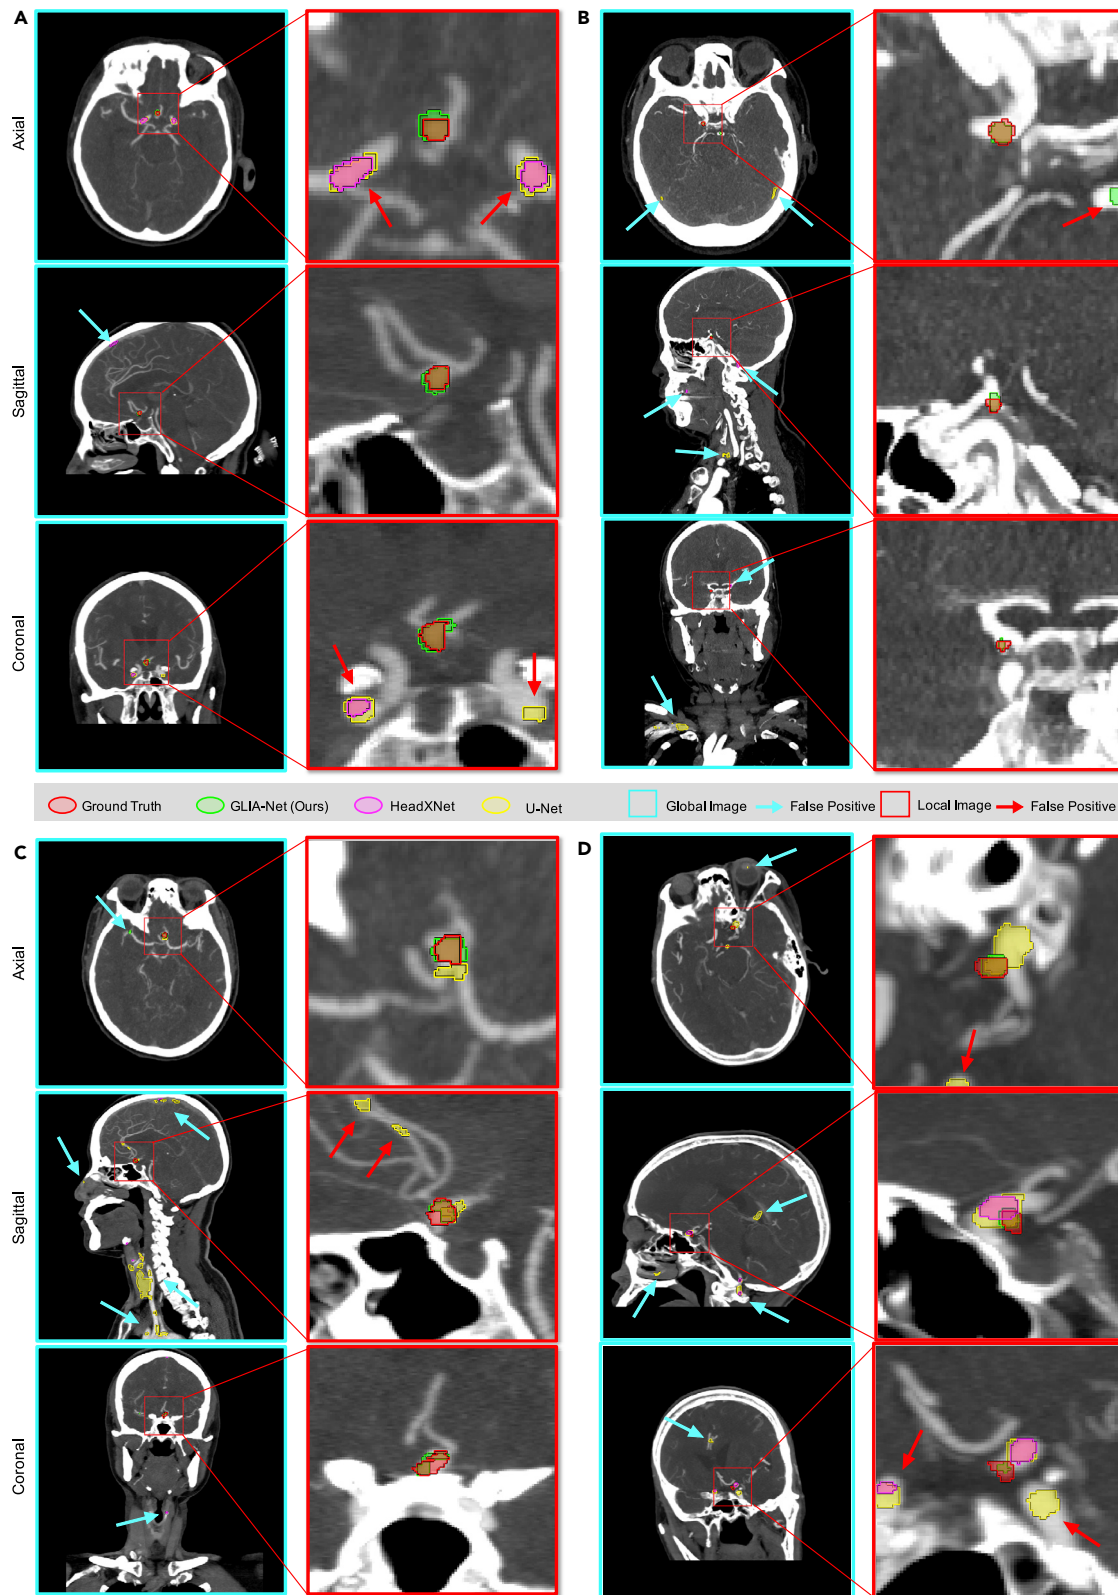 A
B
Axial
Sagittal
Coronal
Ground Truth
GLIA-Net (Ours)
HeadXNet
U-Net
Global Image
False Positive
Local Image
False Positive
C
D
Axial
Sagittal
Coronal